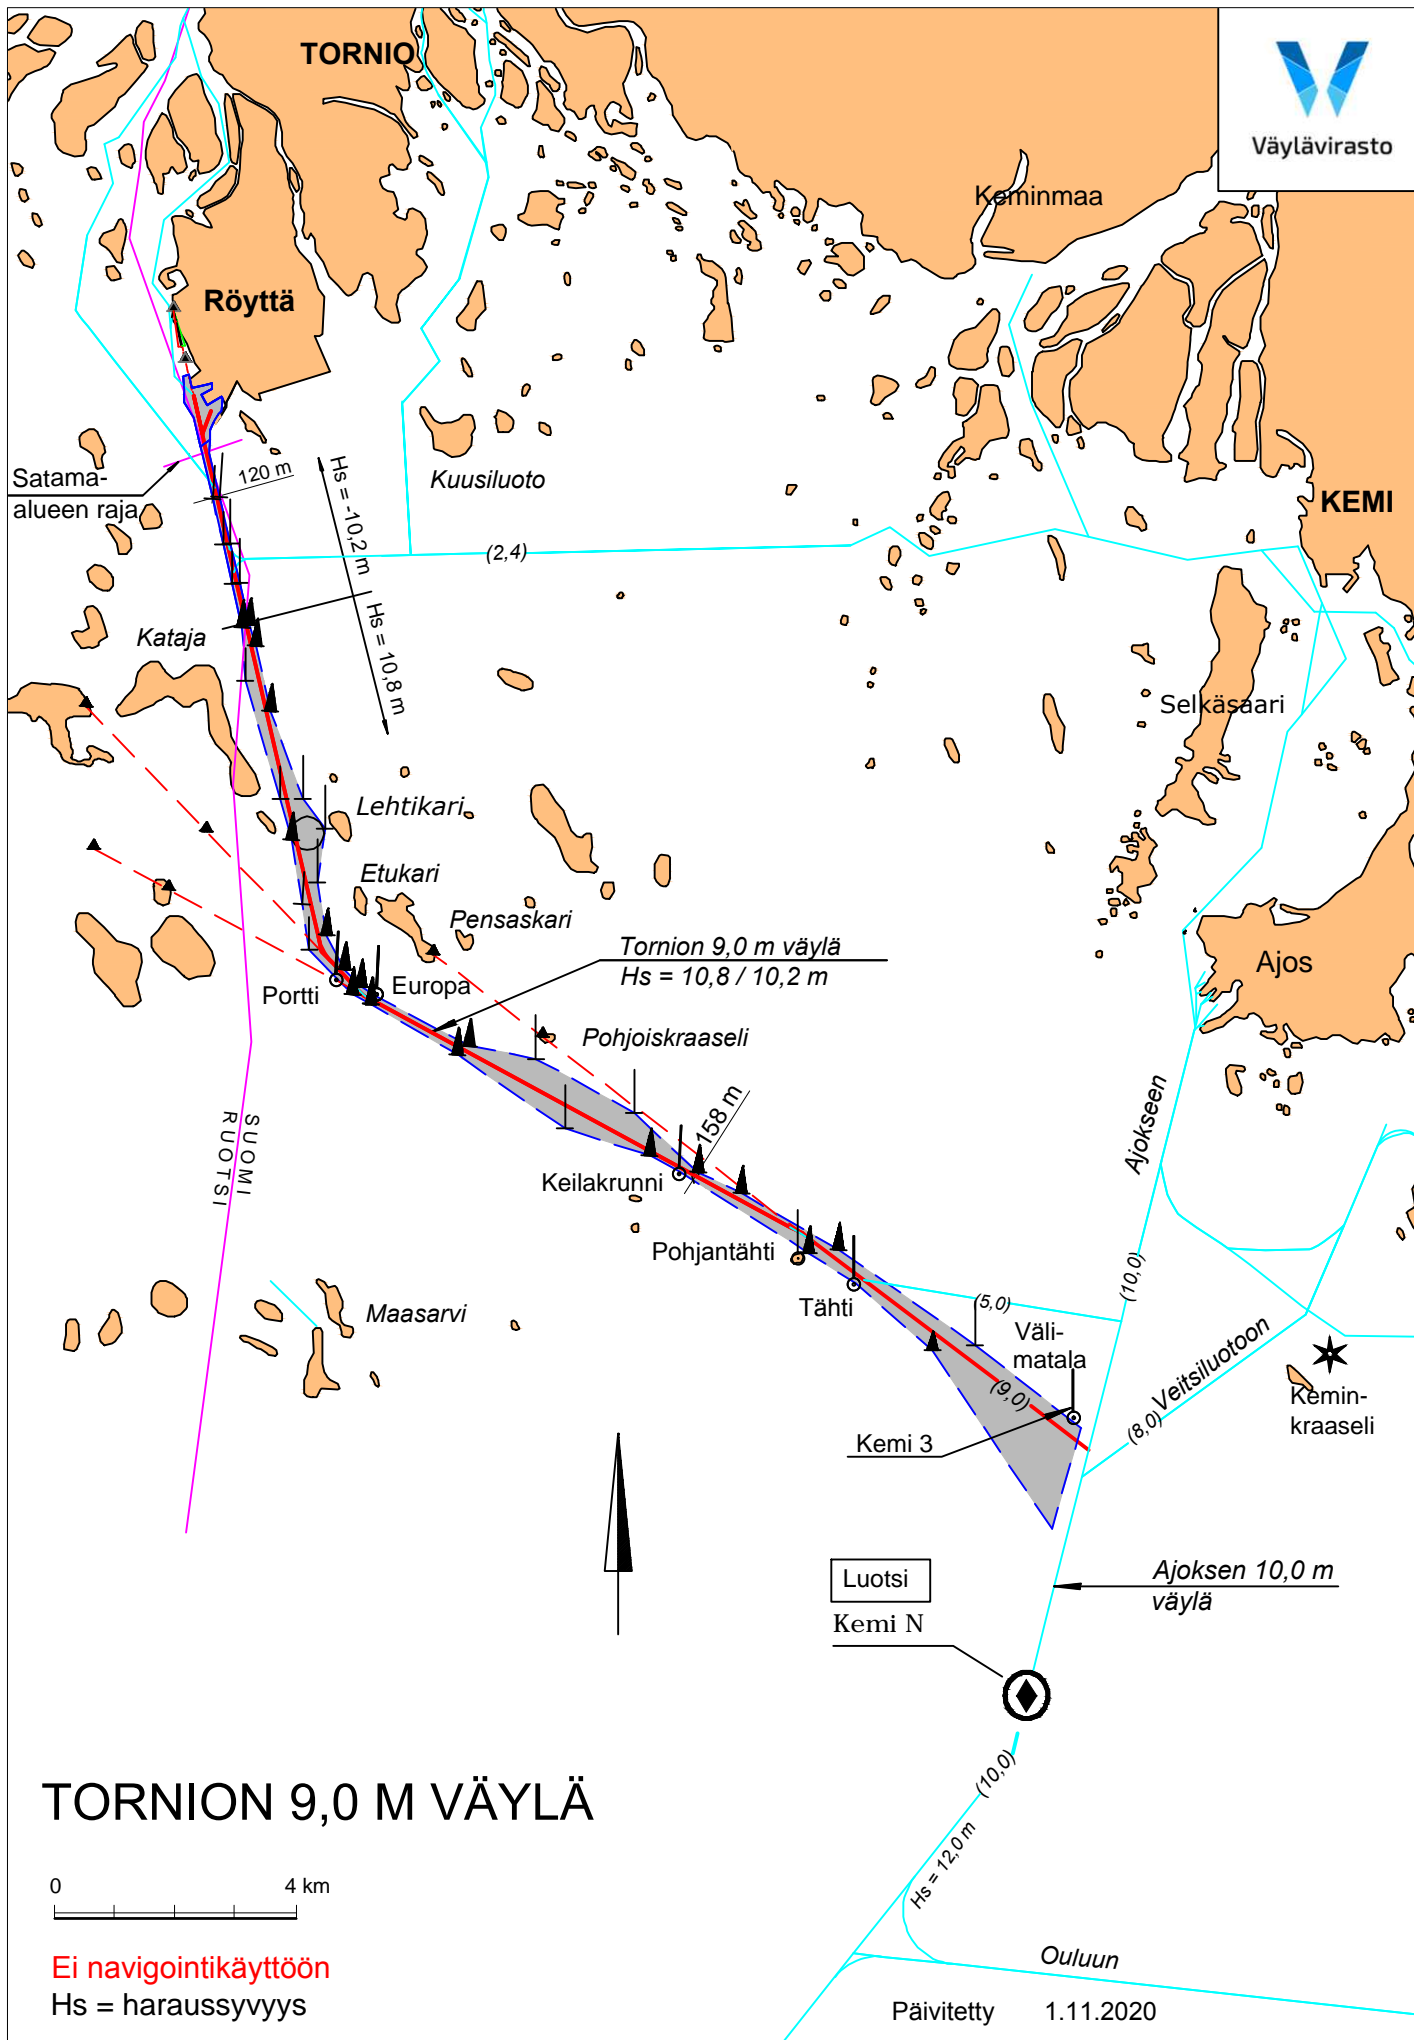 TORNIO
Väylävirasto
Keminmaa
Röyttä
Satama-
alueen raja
120 m
Hs = -10,2 m
Hs = 10,8 m
Kuusiluoto
KEMI
(2,4)
Kataja
Selkäsaari
Lehtikari
Etukari
Pensaskari
Tornion 9,0 m väylä
Hs = 10,8 / 10,2 m
Ajos
Portti
Europa
Pohjoiskraaseli
158 m
Ajokseen
SUOMI
RUOTSI
Keilakrunni
Pohjantähti
(10,0)
Tähti
(5,0)
Maasarvi
Väli-
matala
(9,0)
Veitsiluotoon
(8,0)
Kemin-
kraaseli
Kemi 3
Luotsi
Kemi N
Ajoksen 10,0 m
väylä
(10,0)
Hs = 12,0 m
TORNION 9,0 M VÄYLÄ
0 4 km
Ei navigointikäyttöön
Hs = haraussyvyys
Ouluun
Päivitetty 1.11.2020